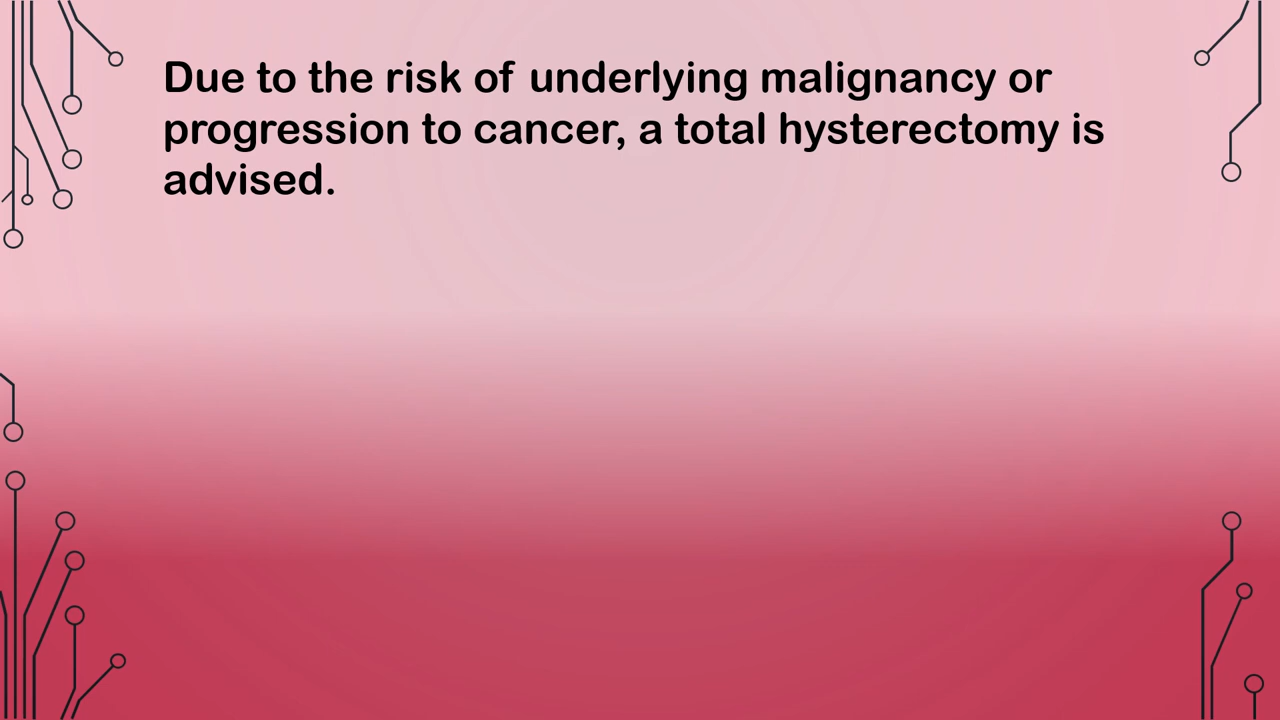 Due to the risk of underlying malignancy or
progression to cancer, a total hysterectomy is
advised.